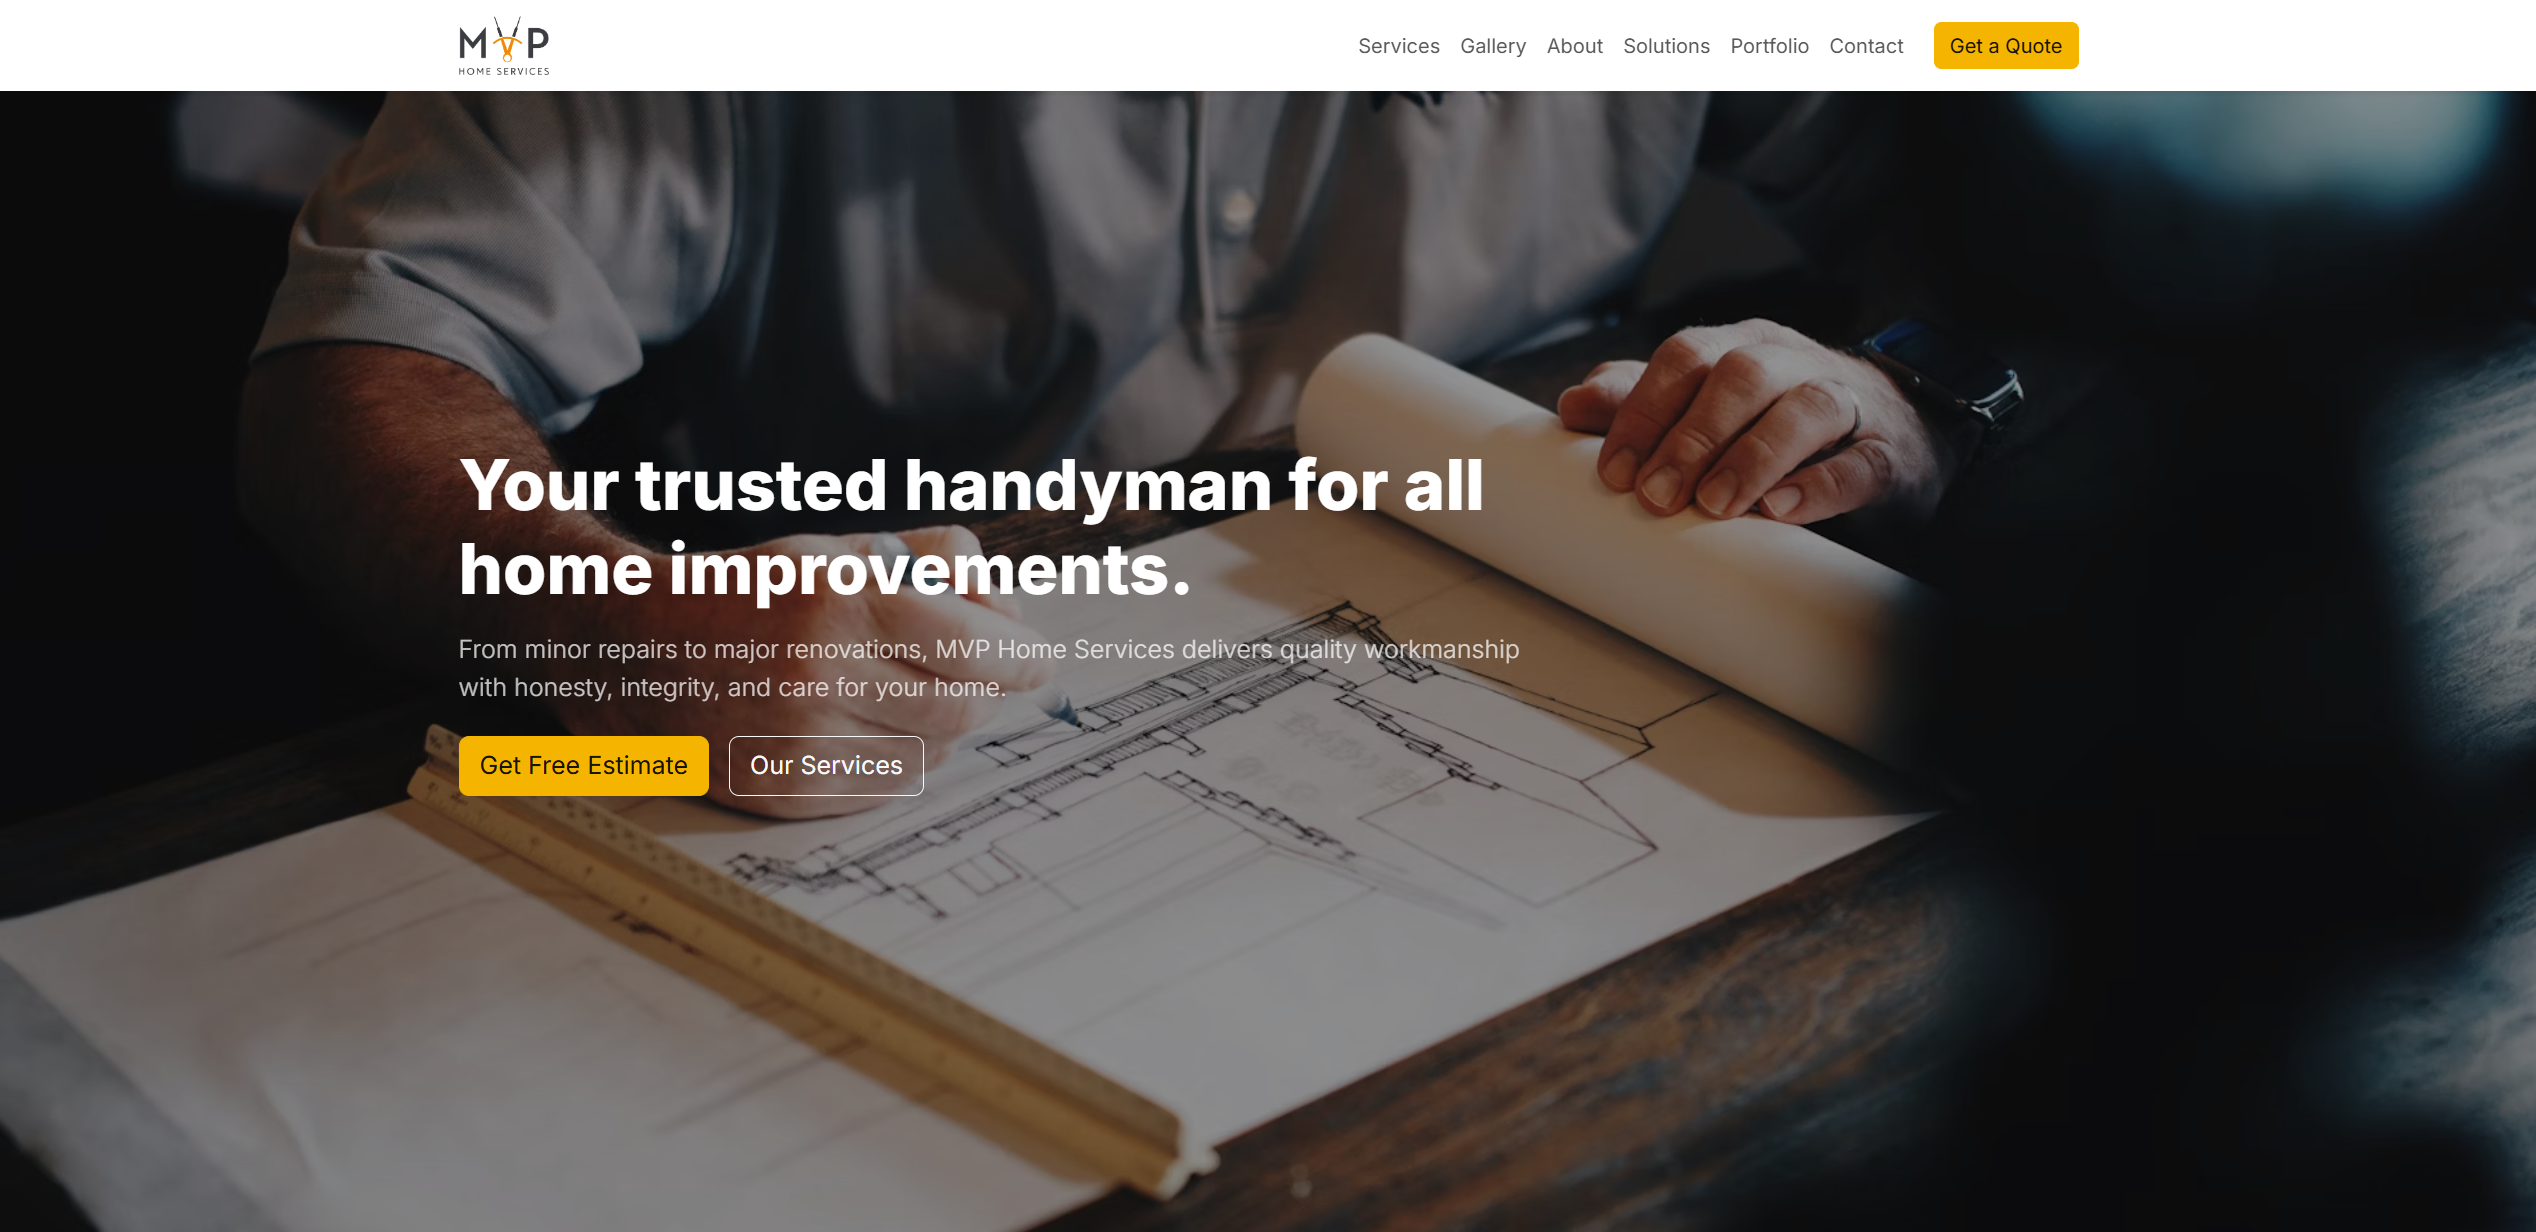 MVP
HOME SERVICES
Services Gallery About Solutions Portfolio Contact Get a Quote
Your trusted handyman for all
home improvements.
From minor repairs to major renovations, MVP Home Services delivers quality workmanship
with honesty, integrity, and care for your home.
Get Free Estimate Our Services